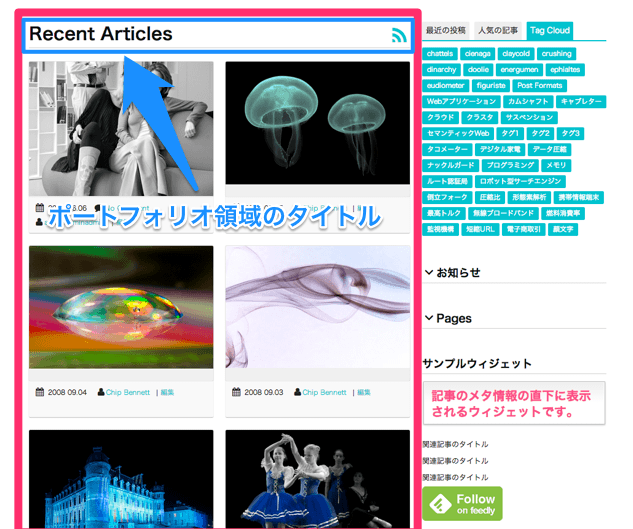 Recent Articles
ポートフォリオ領域のタイトル
2008 09.04 Chip Bennett | 編集
2008 09.03 Chip Bennett | 編集
最近の投稿 人気の記事 Tag Cloud
chattels cienaga claycold crushing
dinarchy doolie energumen ephialtes
eudiometer figuriste Post Formats
Webアプリケーション カムシャフト キャブレター
クラウド クラスタ サスペンション
セマンティックWeb タグ1 タグ2 タグ3
タコメーター デジタル家電 データ圧縮
ナックルガード プログラミング メモリ
ルート認証局 ロボット型サーチエンジン
倒立フォーク 圧縮比 形態素解析 携帯情報端末
最高トルク 無線ブロードバンド 燃料消費率
監視機構 短縮URL 電子商取引 顔文字
お知らせ
Pages
サンプルウィジェット
記事のメタ情報の直下に表示
されるウィジェットです。
関連記事のタイトル
関連記事のタイトル
関連記事のタイトル
Follow
on feedly